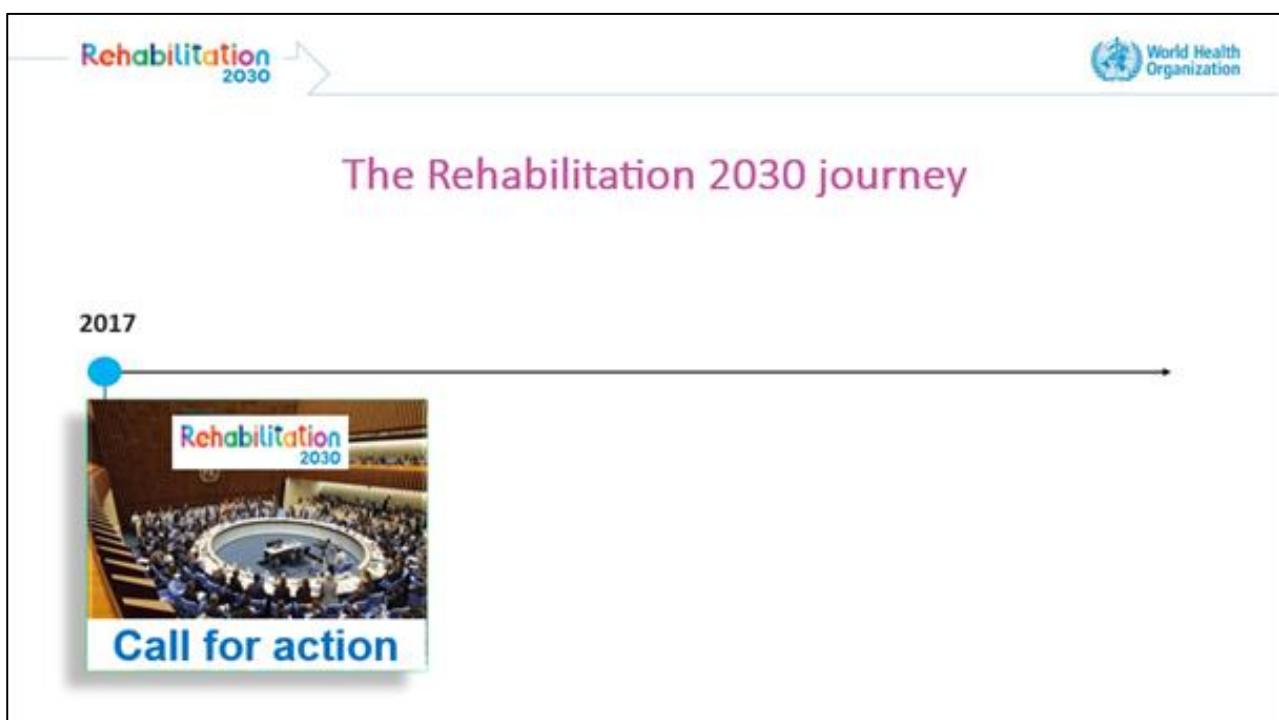 Rehabilitation
2030
World Health
Organization
The Rehabilitation 2030 journey
2017
Rehabilitation
2030
Call for action